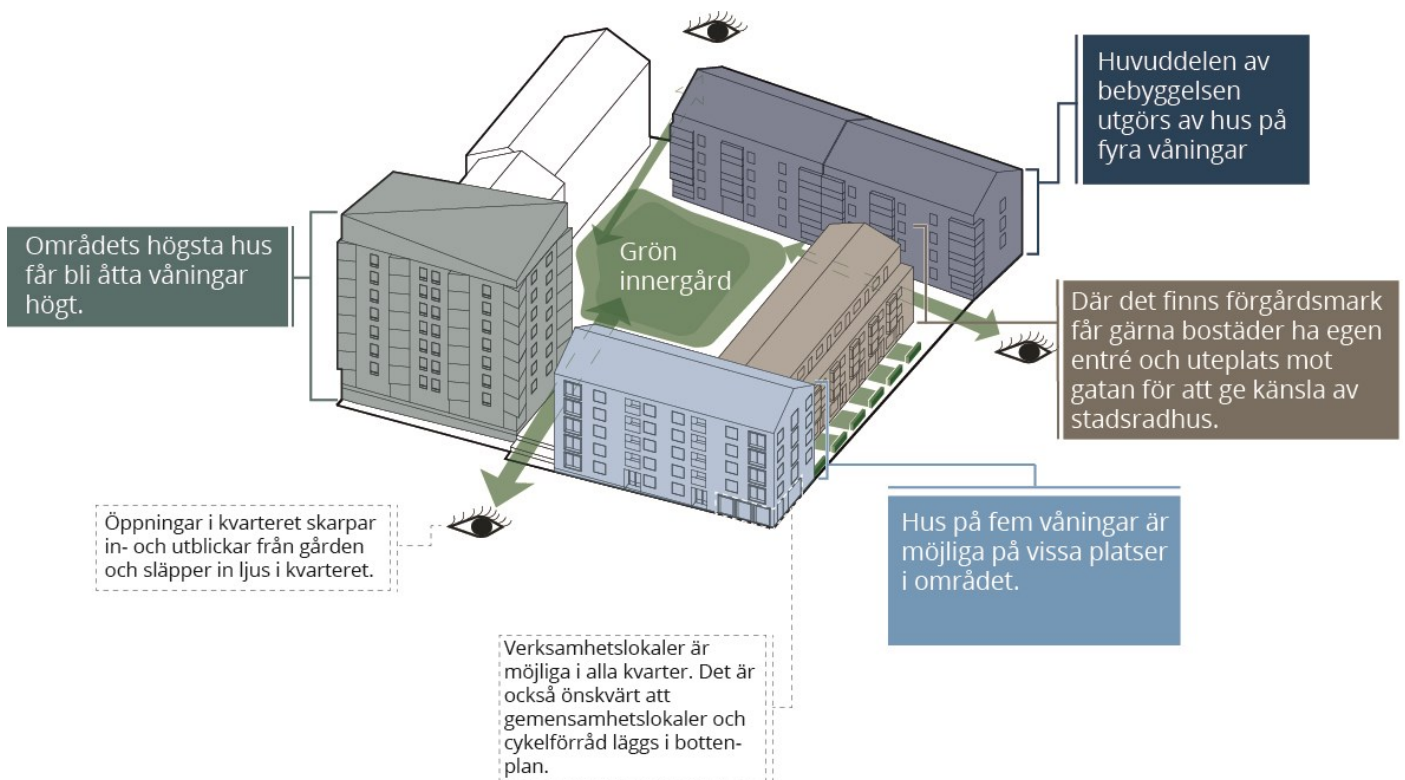 Huvuddelen av
bebyggelsen
utgörs av hus på
fyra våningar
Områdets högsta hus
får bli åtta våningar
högt.
Grön
innergård
Där det finns förgårdsmark
får gärna bostäder ha egen
entré och uteplats mot
gatan för att ge känsla av
stadsradhus.
Öppningar i kvarteret skarpar
in- och utblickar från gården
och släpper in ljus i kvarteret.
Hus på fem våningar är
möjliga på vissa platser
i området.
Verksamhetslokaler är
möjliga i alla kvarter. Det är
också önskvärt att
gemensamhetslokaler och
cykelförråd läggs i botten-
plan.